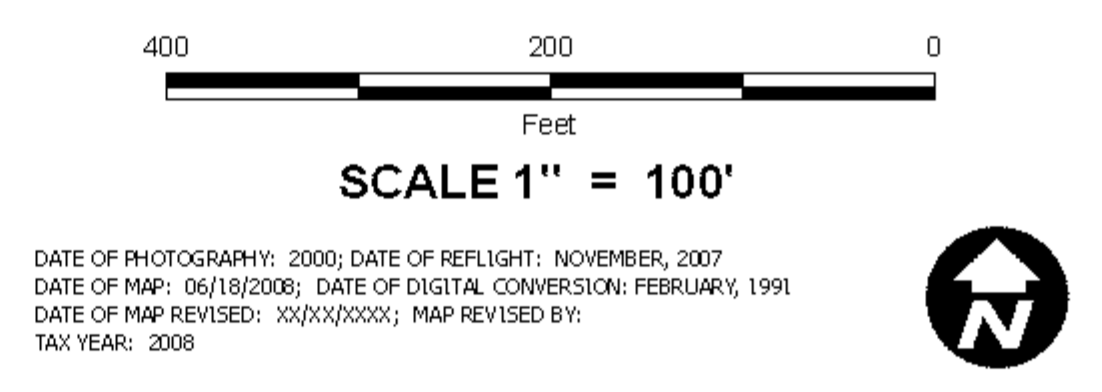 400 200 0
Feet
SCALE 1" = 100'
DATE OF PHOTOGRAPHY: 2000; DATE OF REFLIGHT: NOVEMBER, 2007
DATE OF MAP: 06/18/2008; DATE OF DIGITAL CONVERSION: FEBRUARY, 1991
DATE OF MAP REVISED: XX/XX/XXXX; MAP REVISED BY:
TAX YEAR: 2008
N